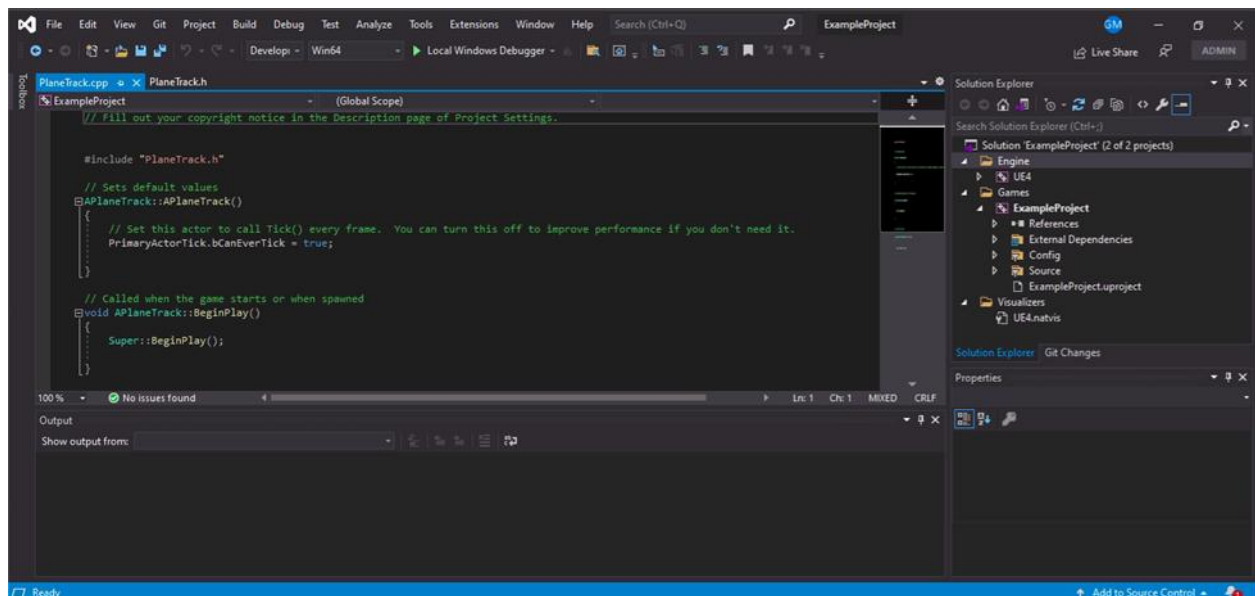 File Edit View Git Project Build Debug Test Analyze Tools Extensions Window Help Search (Ctrl+Q) ExampleProject GM
Developi Win64 Local Windows Debugger Live Share ADMIN
Toolbox
PlaneTrack.cpp PlaneTrack.h
ExampleProject (Global Scope)
// Fill out your copyright notice in the Description page of Project Settings.
#include "PlaneTrack.h"
// Sets default values
APlaneTrack::APlaneTrack()
{
// Set this actor to call Tick() every frame.  You can turn this off to improve performance if you don't need it.
PrimaryActorTick.bCanEverTick = true;
}
// Called when the game starts or when spawned
void APlaneTrack::BeginPlay()
{
Super::BeginPlay();
}
100 % No issues found Ln: 1 Ch: 1 MIXED CRLF
Output
Show output from:
Solution Explorer
Search Solution Explorer (Ctrl+;)
Solution 'ExampleProject' (2 of 2 projects)
Engine
UE4
Games
ExampleProject
References
External Dependencies
Config
Source
ExampleProject.uproject
Visualizers
UE4.natvis
Solution Explorer Git Changes
Properties
Ready Add to Source Control